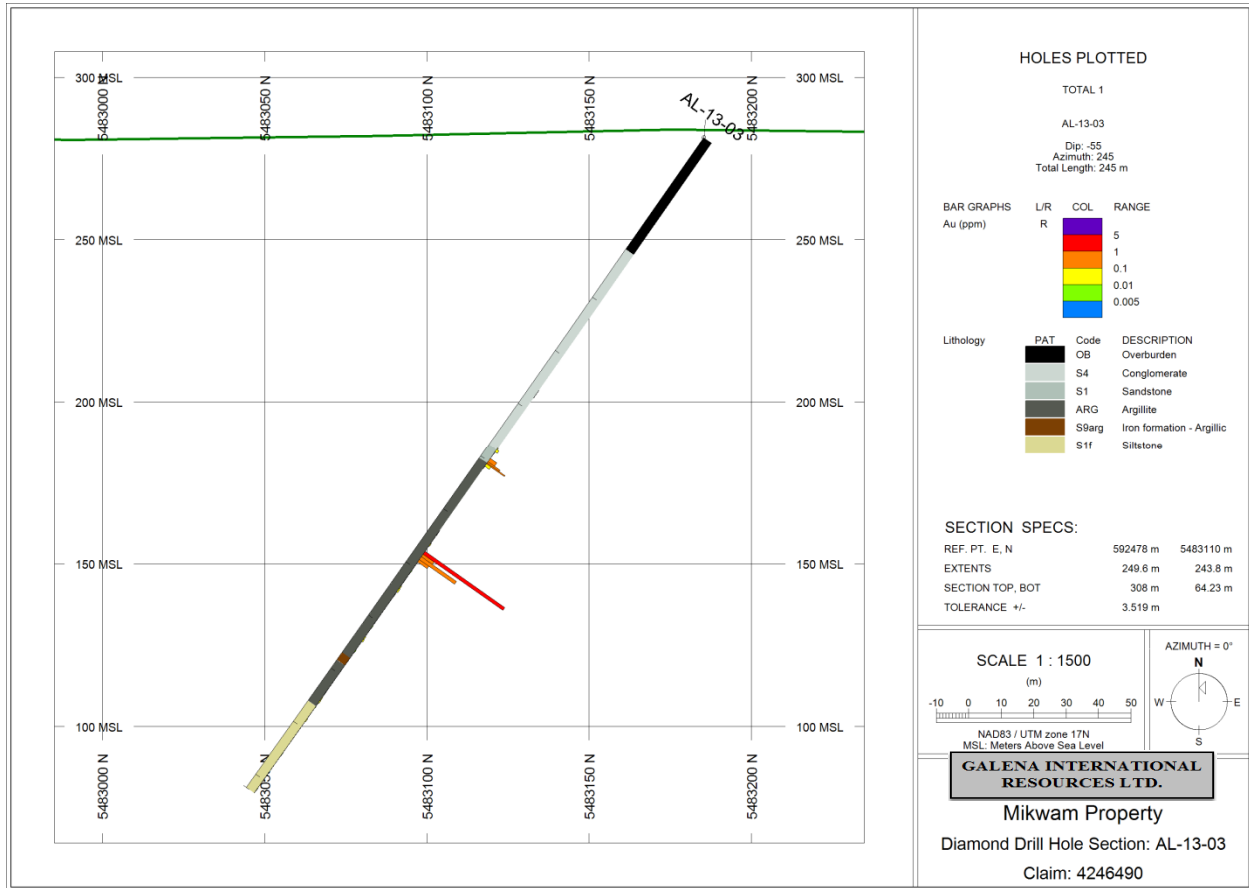 300 MSL
5483000 N
5483050 N
5483100 N
5483150 N
5483200 N
300 MSL
AL-13-03
250 MSL
250 MSL
200 MSL
200 MSL
150 MSL
150 MSL
100 MSL
100 MSL
5483000 N
5483050 N
5483100 N
5483150 N
5483200 N
HOLES PLOTTED
TOTAL 1
AL-13-03
Dip: -55
Azimuth: 245
Total Length: 245 m
BAR GRAPHS L/R COL RANGE
Au (ppm) R
5
1
0.1
0.01
0.005
Lithology PAT Code DESCRIPTION
OB Overburden
S4 Conglomerate
S1 Sandstone
ARG Argillite
S9arg Iron formation - Argillic
S1f Siltstone
SECTION SPECS:
REF. PT. E, N 592478 m 5483110 m
EXTENTS 249.6 m 243.8 m
SECTION TOP, BOT 308 m 64.23 m
TOLERANCE +/- 3.519 m
SCALE 1 : 1500
(m)
-10 0 10 20 30 40 50
NAD83 / UTM zone 17N
MSL: Meters Above Sea Level
AZIMUTH = 0°
N
W E
S
GALENA INTERNATIONAL
RESOURCES LTD.
Mikwam Property
Diamond Drill Hole Section: AL-13-03
Claim: 4246490